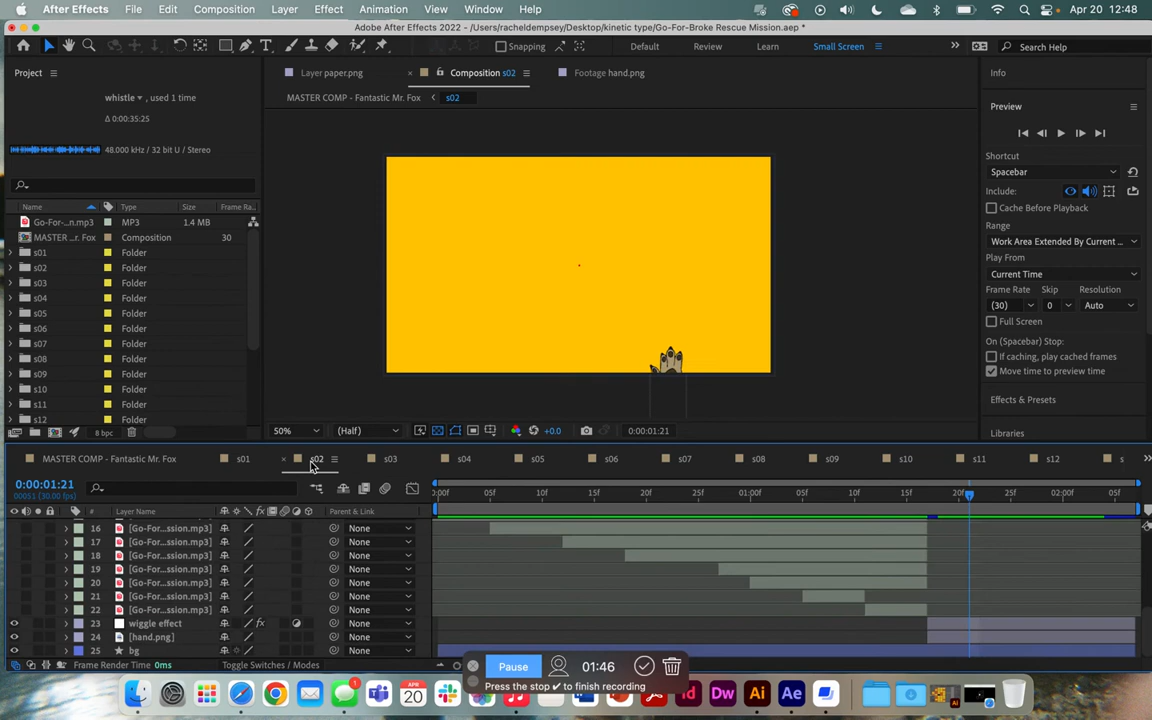 After Effects File Edit Composition Layer Effect Animation View Window Help Apr 20 12:48
Adobe After Effects 2022 - /Users/racheldempsey/Desktop/kinetic type/Go-For-Broke Rescue Mission.aep *
Snapping Default Review Learn Small Screen Search Help
Project
Layer paper.png Composition s02 Footage hand.png
Info
whistle , used 1 time
MASTER COMP - Fantastic Mr. Fox s02
Preview
Δ 0:00:35:25
48.000 kHz / 32 bit U / Stereo
Shortcut
Spacebar
Include:
Cache Before Playback
Range
Work Area Extended By Current ...
Play From
Current Time
Frame Rate Skip Resolution
(30) 0 Auto
Full Screen
On (Spacebar) Stop:
If caching, play cached frames
Move time to preview time
Effects & Presets
Libraries
Name Type Size Frame Ra..
Go-For-...n.mp3 MP3 1.4 MB
MASTER ...r. Fox Composition 30
s01 Folder
s02 Folder
s03 Folder
s04 Folder
s05 Folder
s06 Folder
s07 Folder
s08 Folder
s09 Folder
s10 Folder
s11 Folder
s12 Folder
8 bpc
50% (Half) +0.0 0:00:01:21
MASTER COMP - Fantastic Mr. Fox s01 s02 s03 s04 s05 s06 s07 s08 s09 s10 s11 s12 s
0:00:01:21
00051 (30.00 fps)
:00f 05f 10f 15f 20f 25f 01:00f 05f 10f 15f 20f 02:00f 05f
# Layer Name Parent & Link
16 [Go-For...ssion.mp3] None
17 [Go-For...ssion.mp3] None
18 [Go-For...ssion.mp3] None
19 [Go-For...ssion.mp3] None
20 [Go-For...ssion.mp3] None
21 [Go-For...ssion.mp3] None
22 [Go-For...ssion.mp3] None
23 wiggle effect fx None
24 [hand.png] None
25 bg None
Frame Render Time 0ms Toggle Switches / Modes
Pause 01:46
Press the stop ✔ to finish recording
APR
20
1
Id Dw Ai Ae